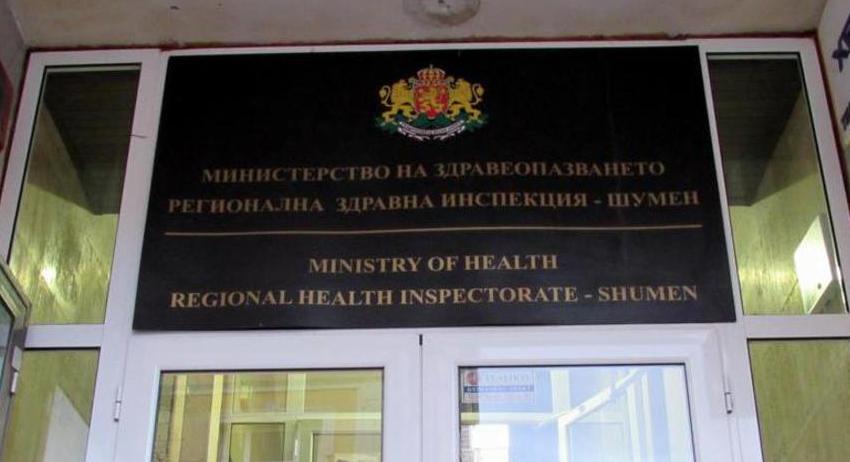 МИНИСТЕРСТВО НА ЗДРАВЕОПАЗВАНЕТО
РЕГИОНАЛНА ЗДРАВНА ИНСПЕКЦИЯ - ШУМЕН
MINISTRY OF HEALTH
REGIONAL HEALTH INSPECTORATE - SHUMEN